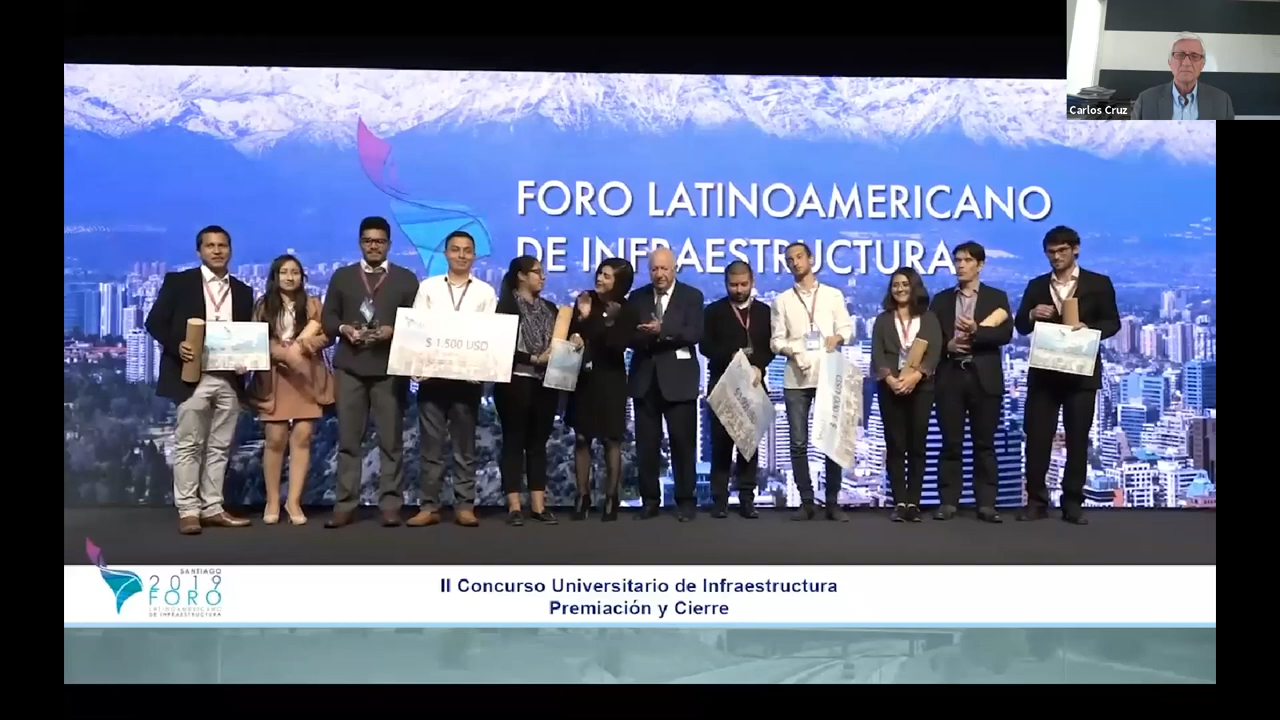 Carlos Cruz
FORO LATINOAMERICANO
DE INFRAESTRUCTURA
$ 1.500 USD
SANTIAGO
2019
FORO
LATINOAMERICANO
DE INFRAESTRUCTURA
II Concurso Universitario de Infraestructura
Premiación y Cierre